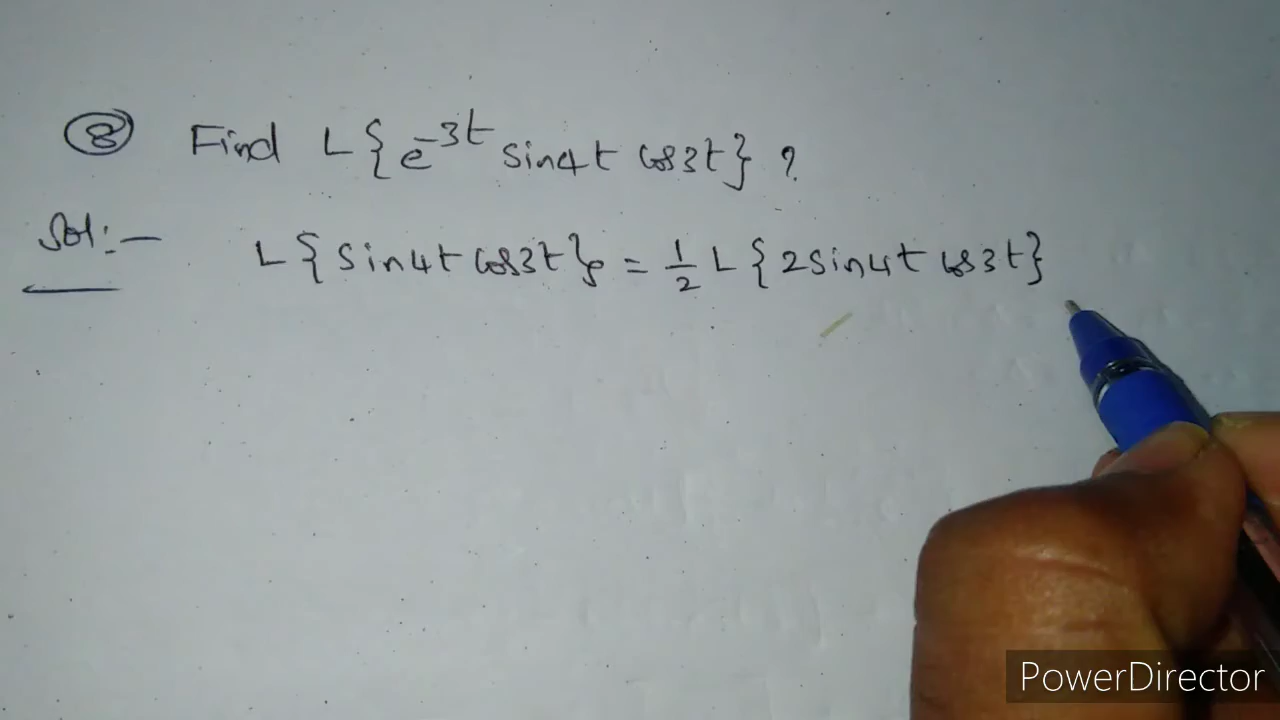 ⑧ Find L{e^-3t Sin4t Cos3t} ?
Sol:- L{Sin4t Cos3t} = 1/2 L{2Sin4t Cos3t}
PowerDirector